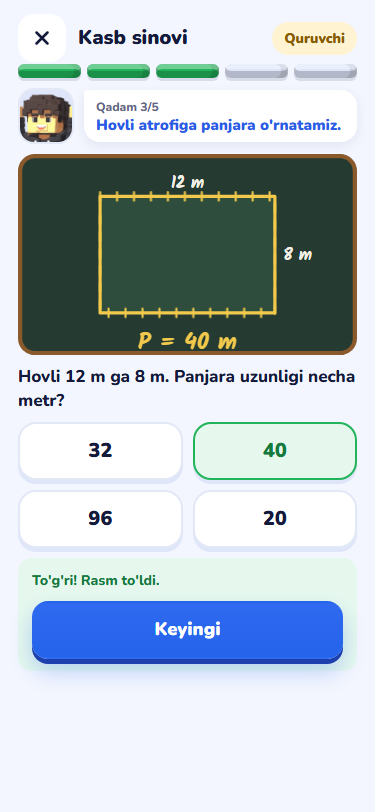 Kasb sinovi
Quruvchi
Qadam 3/5
Hovli atrofiga panjara o'rnatamiz.
12 m
8 m
P = 40 m
Hovli 12 m ga 8 m. Panjara uzunligi necha
metr?
32
40
96
20
To'g'ri! Rasm to'ldi.
Keyingi